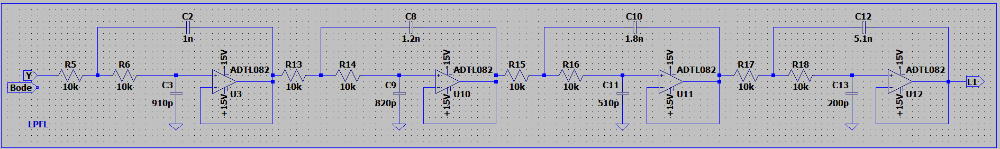 C2
1n
C8
1.2n
C10
1.8n
C12
5.1n
Y
Bode
R5
10k
R6
10k
C3
910p
-15V
ADTL082
U3
+15V
R13
10k
R14
10k
C9
820p
-15V
ADTL082
U10
+15V
R15
10k
R16
10k
C11
510p
-15V
ADTL082
U11
+15V
R17
10k
R18
10k
C13
200p
-15V
ADTL082
U12
+15V
L1
LPFL